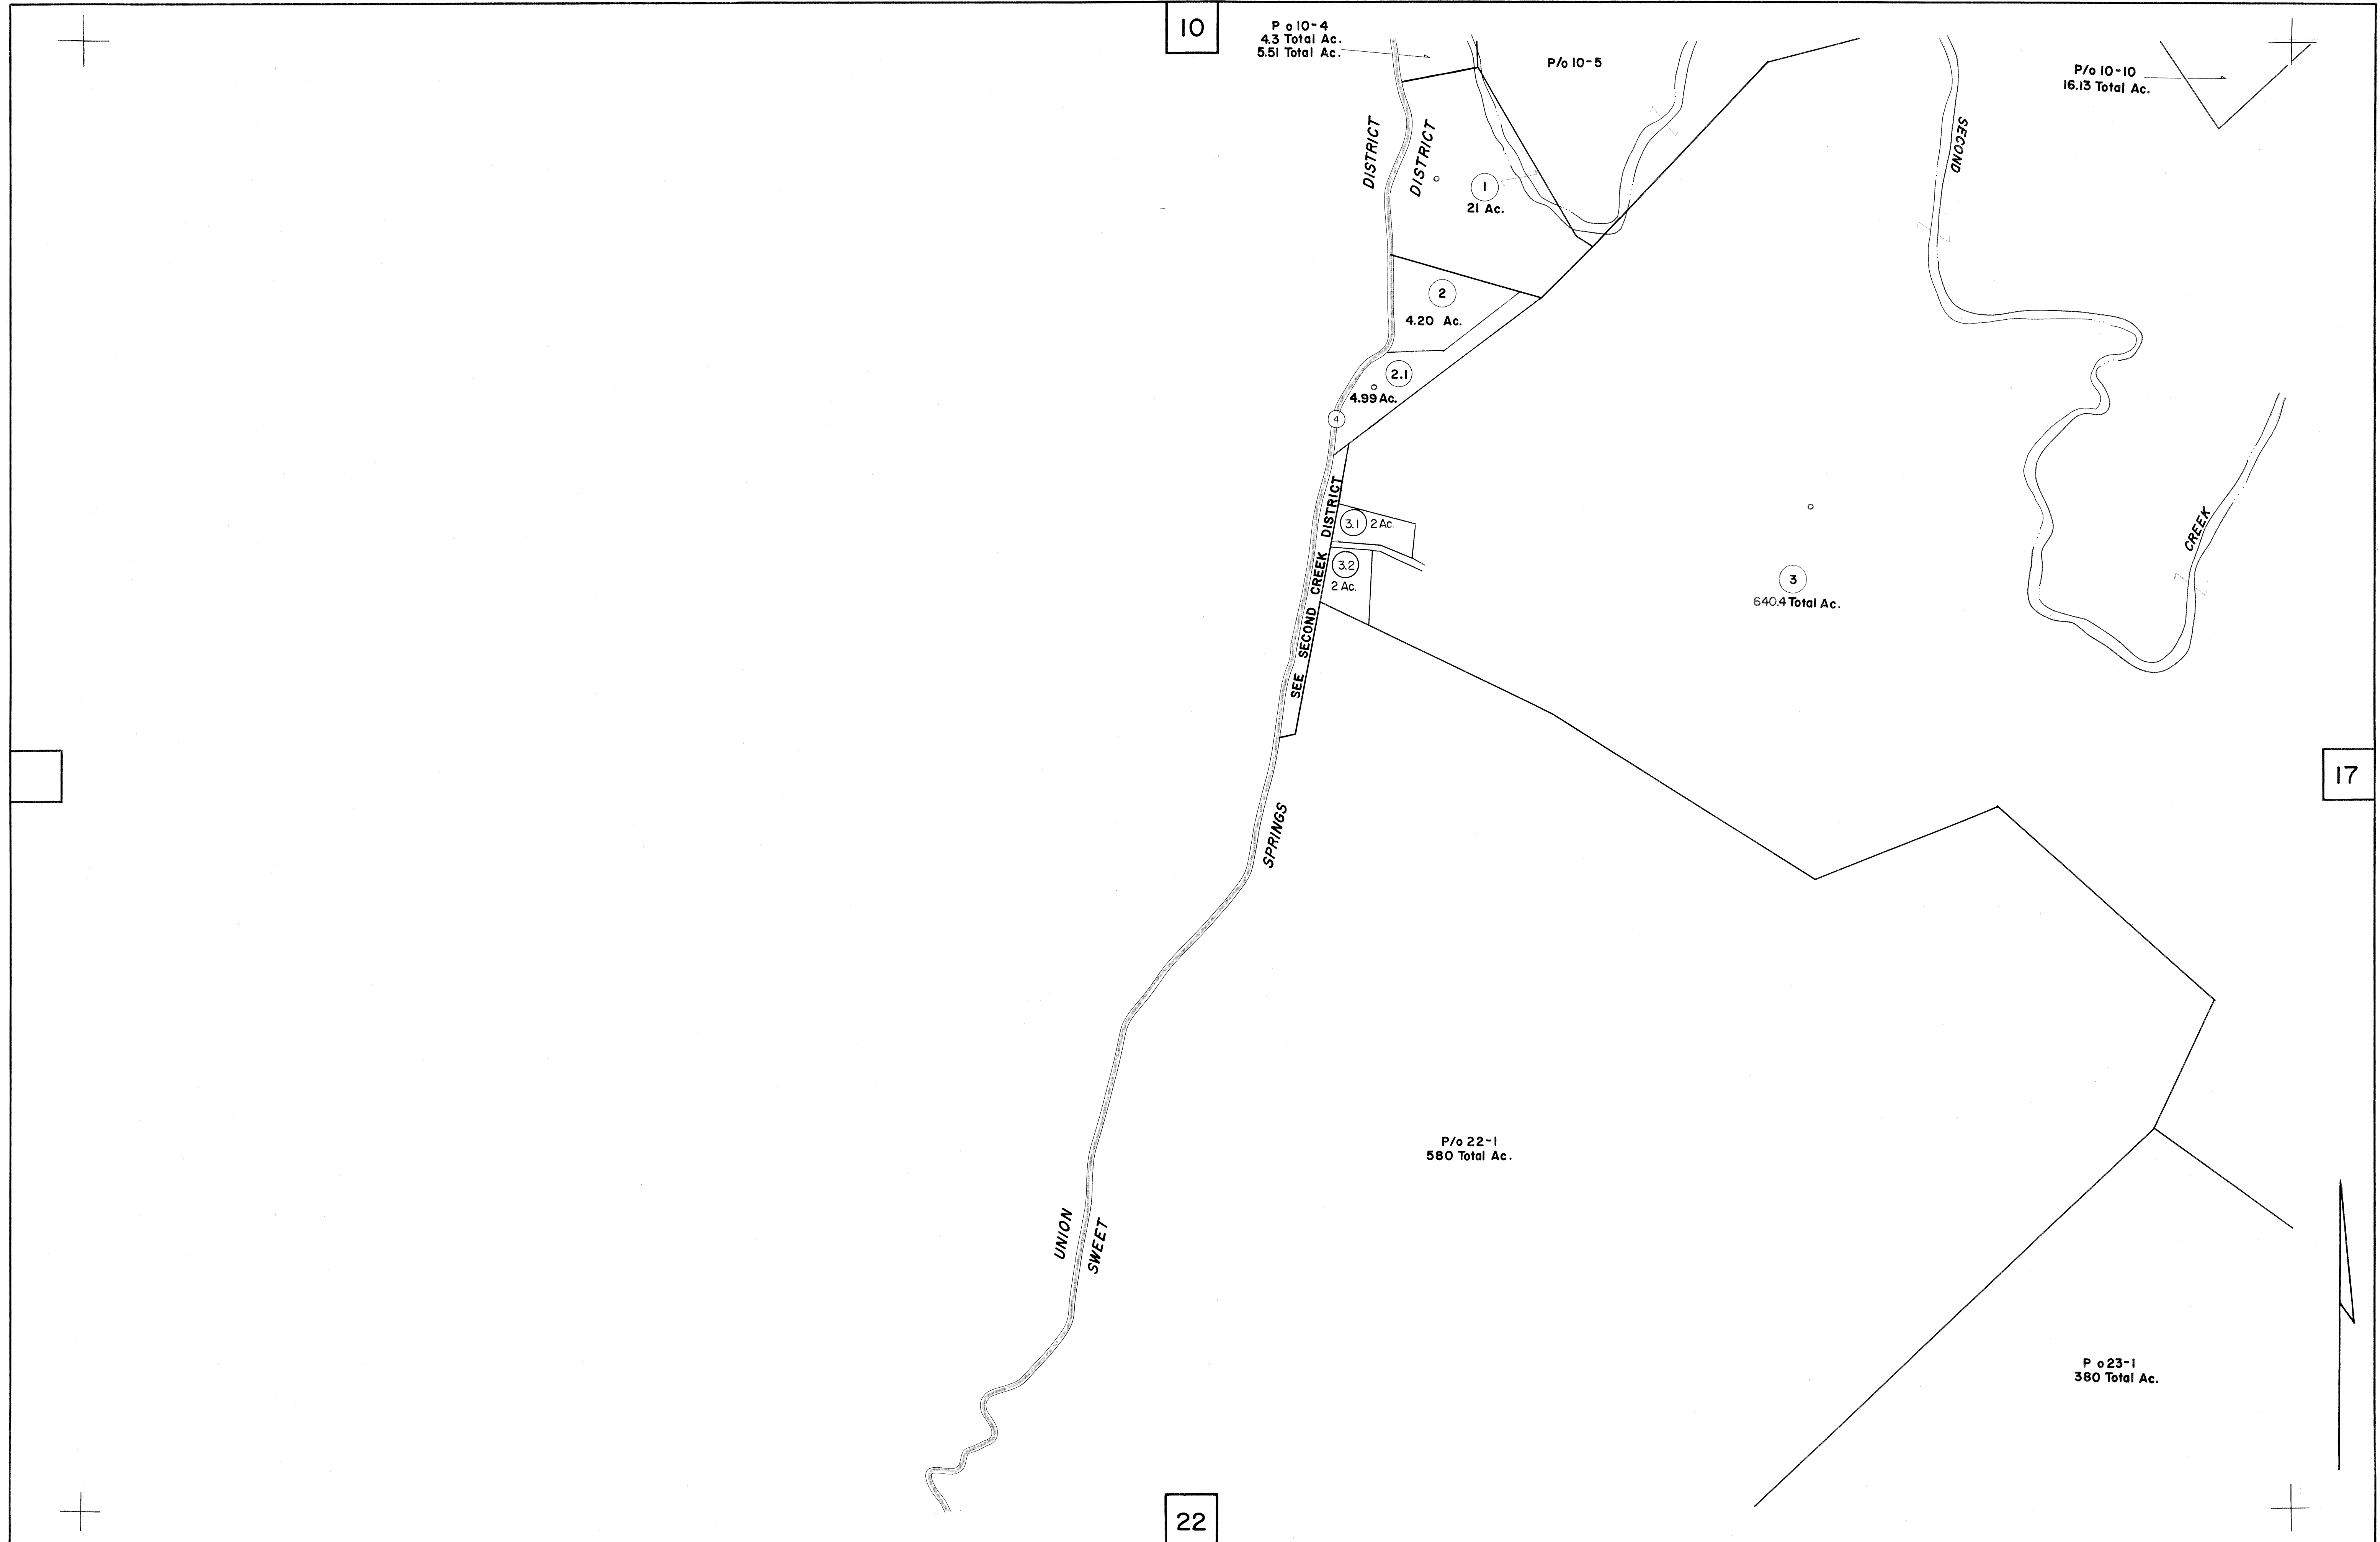 10
P o 10-4
4.3 Total Ac.
5.51 Total Ac.
P/o 10-5
P/o 10-10
16.13 Total Ac.
SECOND
DISTRICT
DISTRICT
1
21 Ac.
2
4.20 Ac.
2.1
4.99 Ac.
4
3.1 2 Ac.
3.2
2 Ac.
SEE SECOND CREEK DISTRICT
CREEK
3
640.4 Total Ac.
17
SPRINGS
P/o 22-1
580 Total Ac.
UNION
SWEET
P o 23-1
380 Total Ac.
22